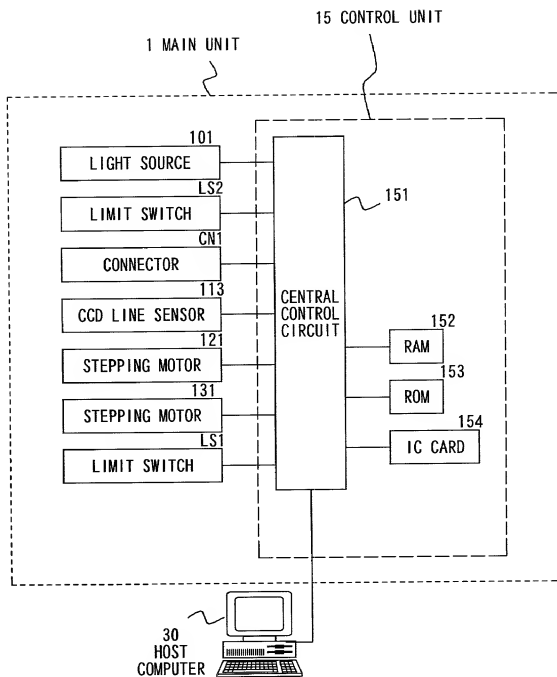 15 CONTROL UNIT
1 MAIN UNIT
101
LIGHT SOURCE
LS2
LIMIT SWITCH
CN1
CONNECTOR
113
CCD LINE SENSOR
121
STEPPING MOTOR
131
STEPPING MOTOR
LS1
LIMIT SWITCH
151
CENTRAL
CONTROL
CIRCUIT
152
RAM
153
ROM
154
IC CARD
30
HOST
COMPUTER